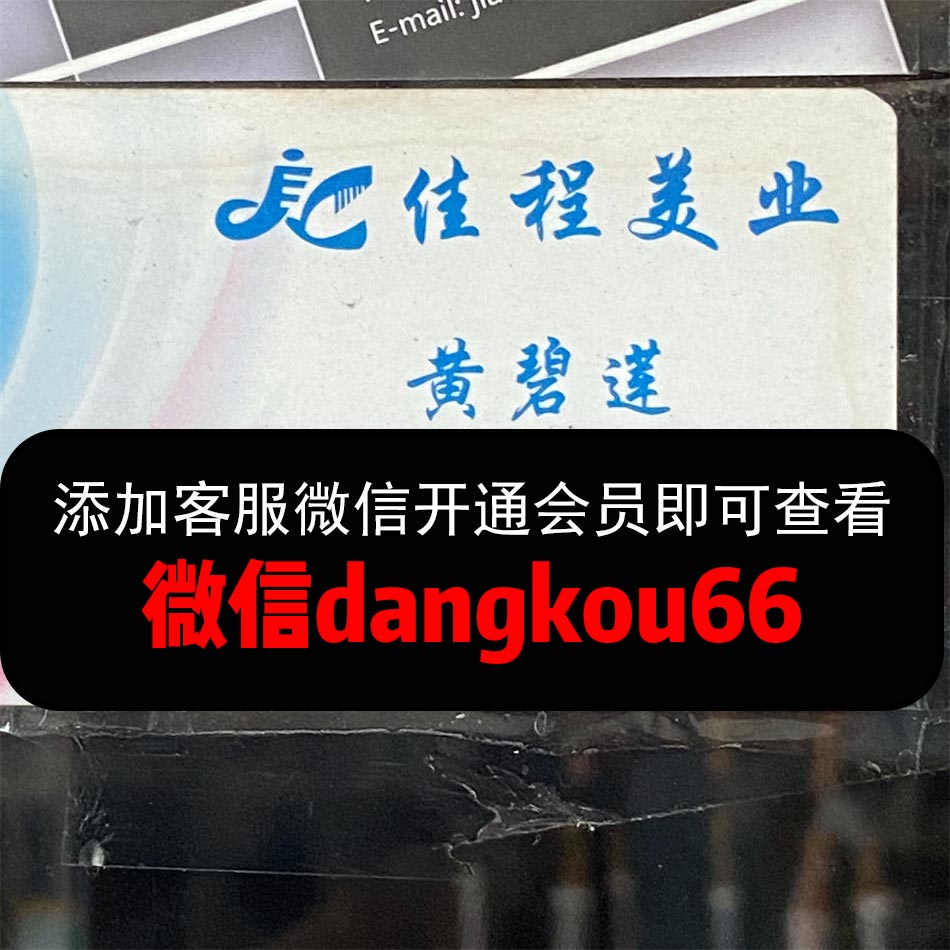 E-mail: jia
JC 佳程美业
黄碧莲
添加客服微信开通会员即可查看
微信dangkou66